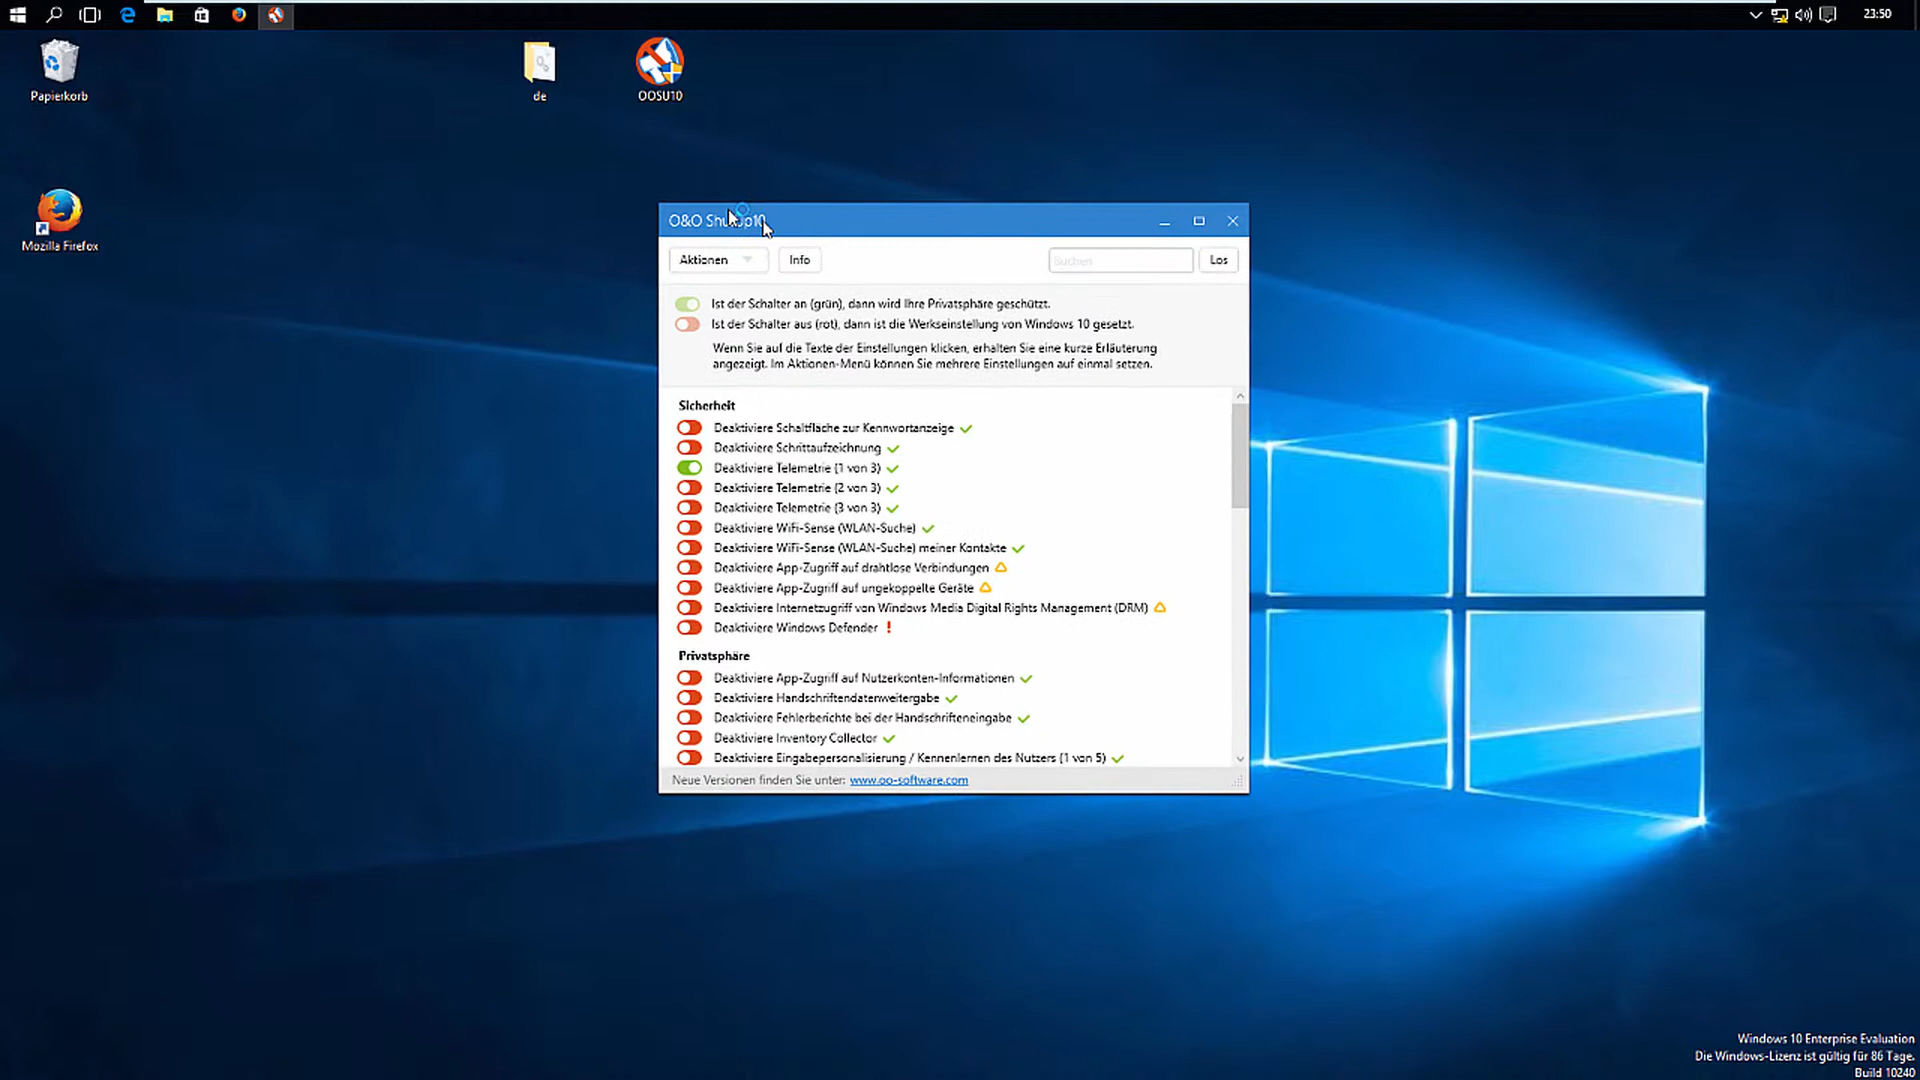 23:50
Papierkorb
de
OOSU10
Mozilla Firefox
O&O ShutUp10
Aktionen
Info
Suchen
Los
Ist der Schalter an (grün), dann wird Ihre Privatsphäre geschützt.
Ist der Schalter aus (rot), dann ist die Werkseinstellung von Windows 10 gesetzt.
Wenn Sie auf die Texte der Einstellungen klicken, erhalten Sie eine kurze Erläuterung
angezeigt. Im Aktionen-Menü können Sie mehrere Einstellungen auf einmal setzen.
Sicherheit
Deaktiviere Schaltfläche zur Kennwortanzeige
Deaktiviere Schrittaufzeichnung
Deaktiviere Telemetrie (1 von 3)
Deaktiviere Telemetrie (2 von 3)
Deaktiviere Telemetrie (3 von 3)
Deaktiviere WiFi-Sense (WLAN-Suche)
Deaktiviere WiFi-Sense (WLAN-Suche) meiner Kontakte
Deaktiviere App-Zugriff auf drahtlose Verbindungen
Deaktiviere App-Zugriff auf ungekoppelte Geräte
Deaktiviere Internetzugriff von Windows Media Digital Rights Management (DRM)
Deaktiviere Windows Defender
Privatsphäre
Deaktiviere App-Zugriff auf Nutzerkonten-Informationen
Deaktiviere Handschriftendatenweitergabe
Deaktiviere Fehlerberichte bei der Handschrifteneingabe
Deaktiviere Inventory Collector
Deaktiviere Eingabepersonalisierung / Kennenlernen des Nutzers (1 von 5)
Neue Versionen finden Sie unter: www.oo-software.com
Windows 10 Enterprise Evaluation
Die Windows-Lizenz ist gültig für 86 Tage.
Build 10240